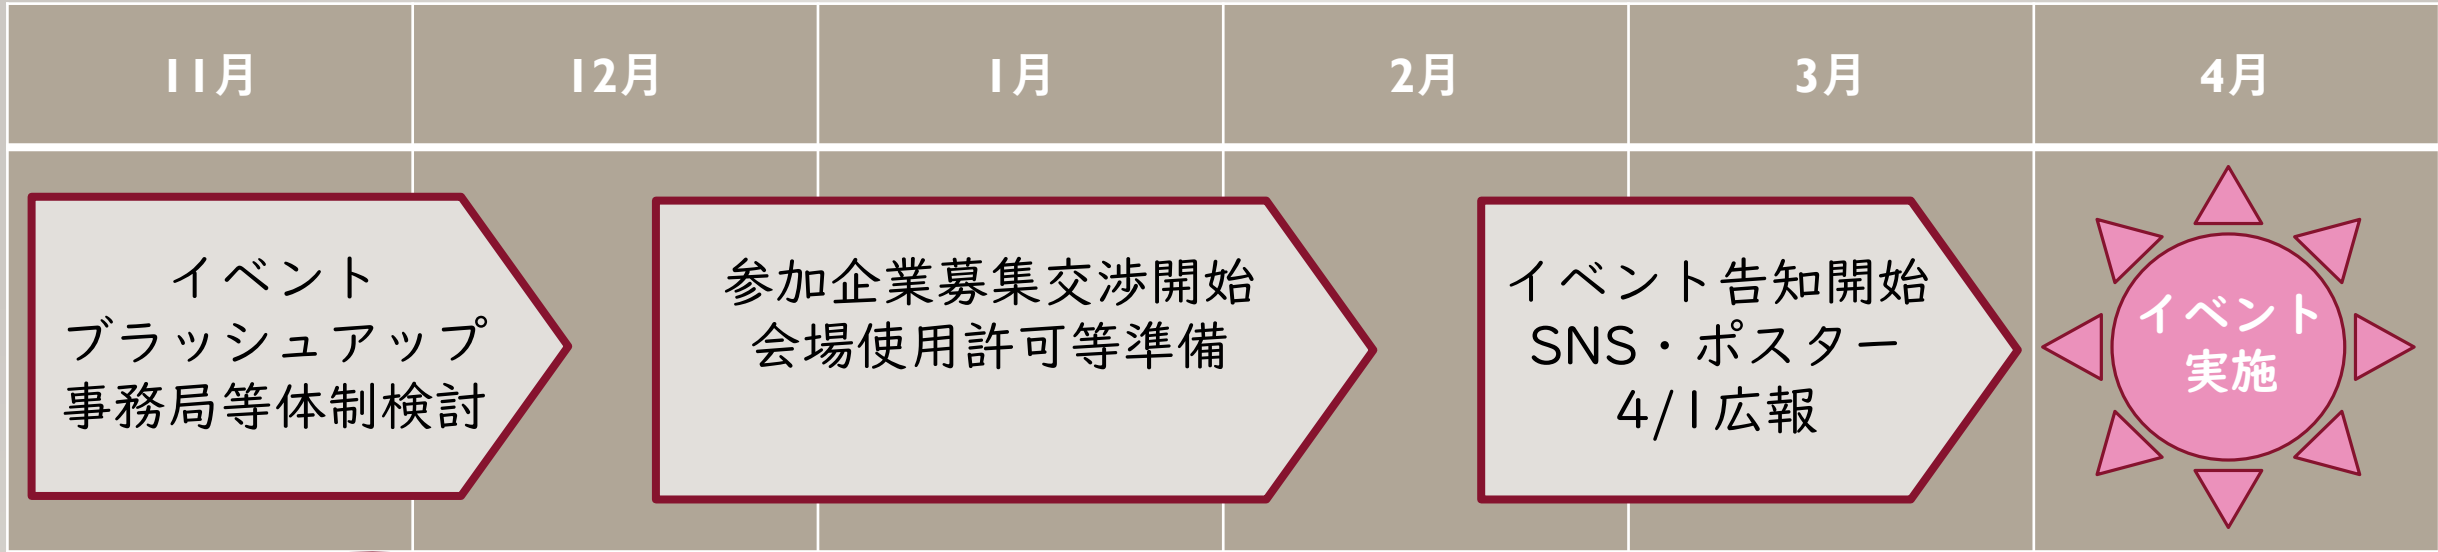 11月
12月
1月
2月
3月
4月
イベント
ブラッシュアップ
事務局等体制検討
参加企業募集交渉開始
会場使用許可等準備
イベント告知開始
SNS・ポスター
4/1広報
イベント
実施